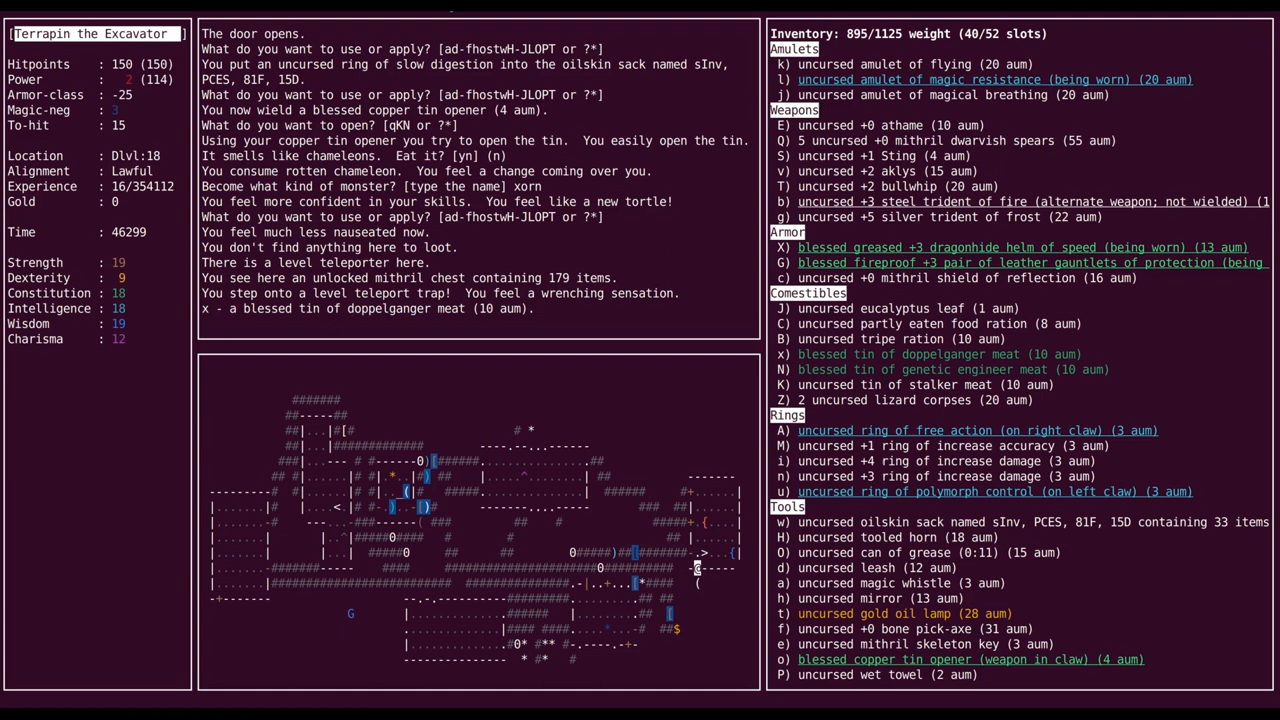 [Terrapin the Excavator ]
Hitpoints : 150 (150)
Power : 2 (114)
Armor-class : -25
Magic-neg : 3
To-hit : 15
Location : Dlvl:18
Alignment : Lawful
Experience : 16/354112
Gold : 0
Time : 46299
Strength : 19
Dexterity : 9
Constitution : 18
Intelligence : 18
Wisdom : 19
Charisma : 12
The door opens.
What do you want to use or apply? [ad-fhostwH-JLOPT or ?*]
You put an uncursed ring of slow digestion into the oilskin sack named sInv,
PCES, 81F, 15D.
What do you want to use or apply? [ad-fhostwH-JLOPT or ?*]
You now wield a blessed copper tin opener (4 aum).
What do you want to open? [qKN or ?*]
Using your copper tin opener you try to open the tin.  You easily open the tin.
It smells like chameleons.  Eat it? [yn] (n)
You consume rotten chameleon.  You feel a change coming over you.
Become what kind of monster? [type the name] xorn
You feel more confident in your skills.  You feel like a new tortle!
What do you want to use or apply? [ad-fhostwH-JLOPT or ?*]
You feel much less nauseated now.
You don't find anything here to loot.
There is a level teleporter here.
You see here an unlocked mithril chest containing 179 items.
You step onto a level teleport trap!  You feel a wrenching sensation.
x - a blessed tin of doppelganger meat (10 aum).
Inventory: 895/1125 weight (40/52 slots)
Amulets
k) uncursed amulet of flying (20 aum)
l) uncursed amulet of magic resistance (being worn) (20 aum)
j) uncursed amulet of magical breathing (20 aum)
Weapons
E) uncursed +0 athame (10 aum)
Q) 5 uncursed +0 mithril dwarvish spears (55 aum)
S) uncursed +1 Sting (4 aum)
v) uncursed +2 aklys (15 aum)
T) uncursed +2 bullwhip (20 aum)
b) uncursed +3 steel trident of fire (alternate weapon; not wielded) (1
g) uncursed +5 silver trident of frost (22 aum)
Armor
X) blessed greased +3 dragonhide helm of speed (being worn) (13 aum)
G) blessed fireproof +3 pair of leather gauntlets of protection (being
c) uncursed +0 mithril shield of reflection (16 aum)
Comestibles
J) uncursed eucalyptus leaf (1 aum)
C) uncursed partly eaten food ration (8 aum)
B) uncursed tripe ration (10 aum)
x) blessed tin of doppelganger meat (10 aum)
N) blessed tin of genetic engineer meat (10 aum)
K) uncursed tin of stalker meat (10 aum)
Z) 2 uncursed lizard corpses (20 aum)
Rings
A) uncursed ring of free action (on right claw) (3 aum)
M) uncursed +1 ring of increase accuracy (3 aum)
i) uncursed +4 ring of increase damage (3 aum)
n) uncursed +3 ring of increase damage (3 aum)
u) uncursed ring of polymorph control (on left claw) (3 aum)
Tools
w) uncursed oilskin sack named sInv, PCES, 81F, 15D containing 33 items
H) uncursed tooled horn (18 aum)
O) uncursed can of grease (0:11) (15 aum)
d) uncursed leash (12 aum)
a) uncursed magic whistle (3 aum)
h) uncursed mirror (13 aum)
t) uncursed gold oil lamp (28 aum)
f) uncursed +0 bone pick-axe (31 aum)
e) uncursed mithril skeleton key (3 aum)
o) blessed copper tin opener (weapon in claw) (4 aum)
P) uncursed wet towel (2 aum)